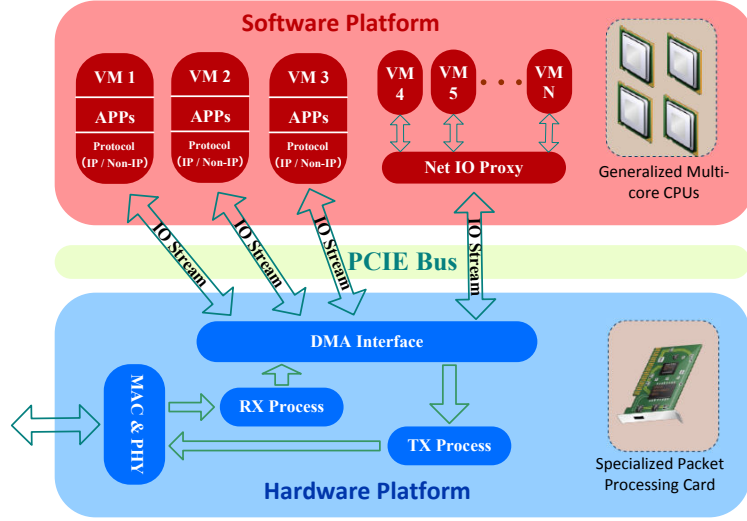 Software Platform
VM 1
APPs
Protocol
(IP / Non-IP)
VM 2
APPs
Protocol
(IP / Non-IP)
VM 3
APPs
Protocol
(IP / Non-IP)
VM
4
VM
5
VM
N
Net IO Proxy
Generalized Multi-
core CPUs
IO Stream
IO Stream
IO Stream
IO Stream
PCIE Bus
DMA Interface
MAC & PHY
RX Process
TX Process
Specialized Packet
Processing Card
Hardware Platform